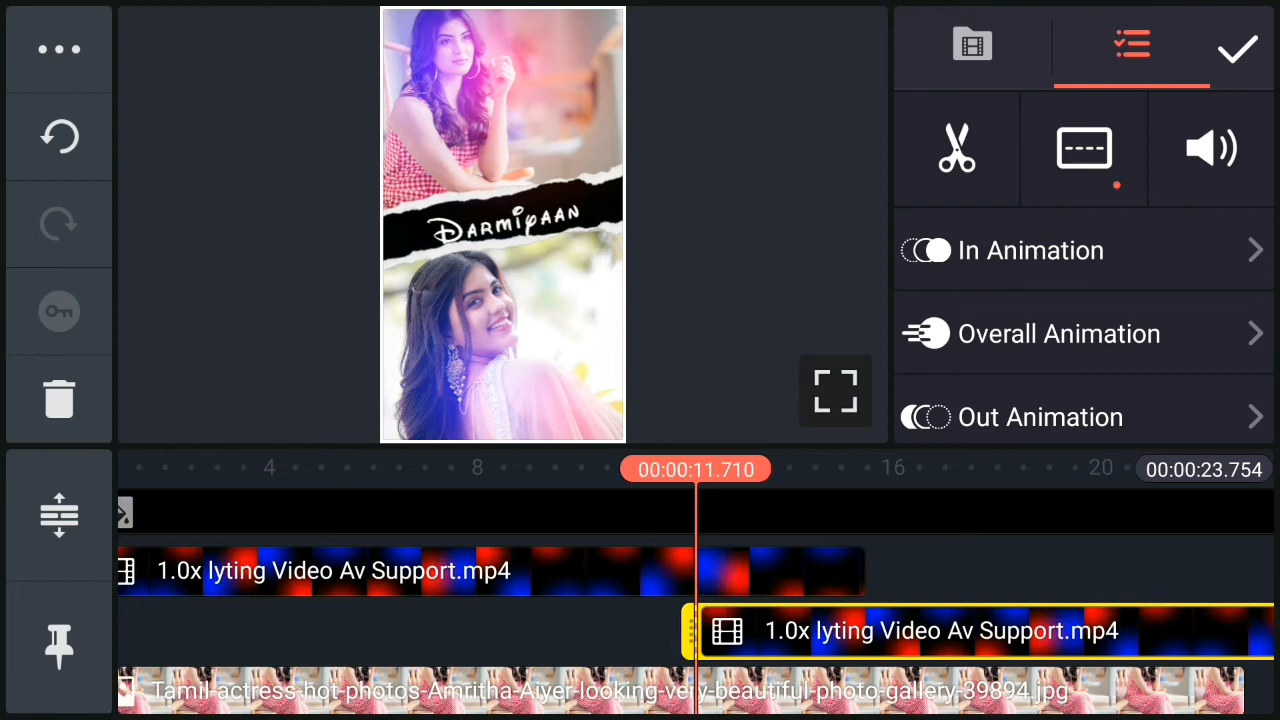 DARMIYAAN
In Animation
Overall Animation
Out Animation
4
8
00:00:11.710
16
20
00:00:23.754
1.0x lyting Video Av Support.mp4
1.0x lyting Video Av Support.mp4
Tamil-actress-hot-photos-Amritha-Aiyer-looking-very-beautiful-photo-gallery-39894.jpg